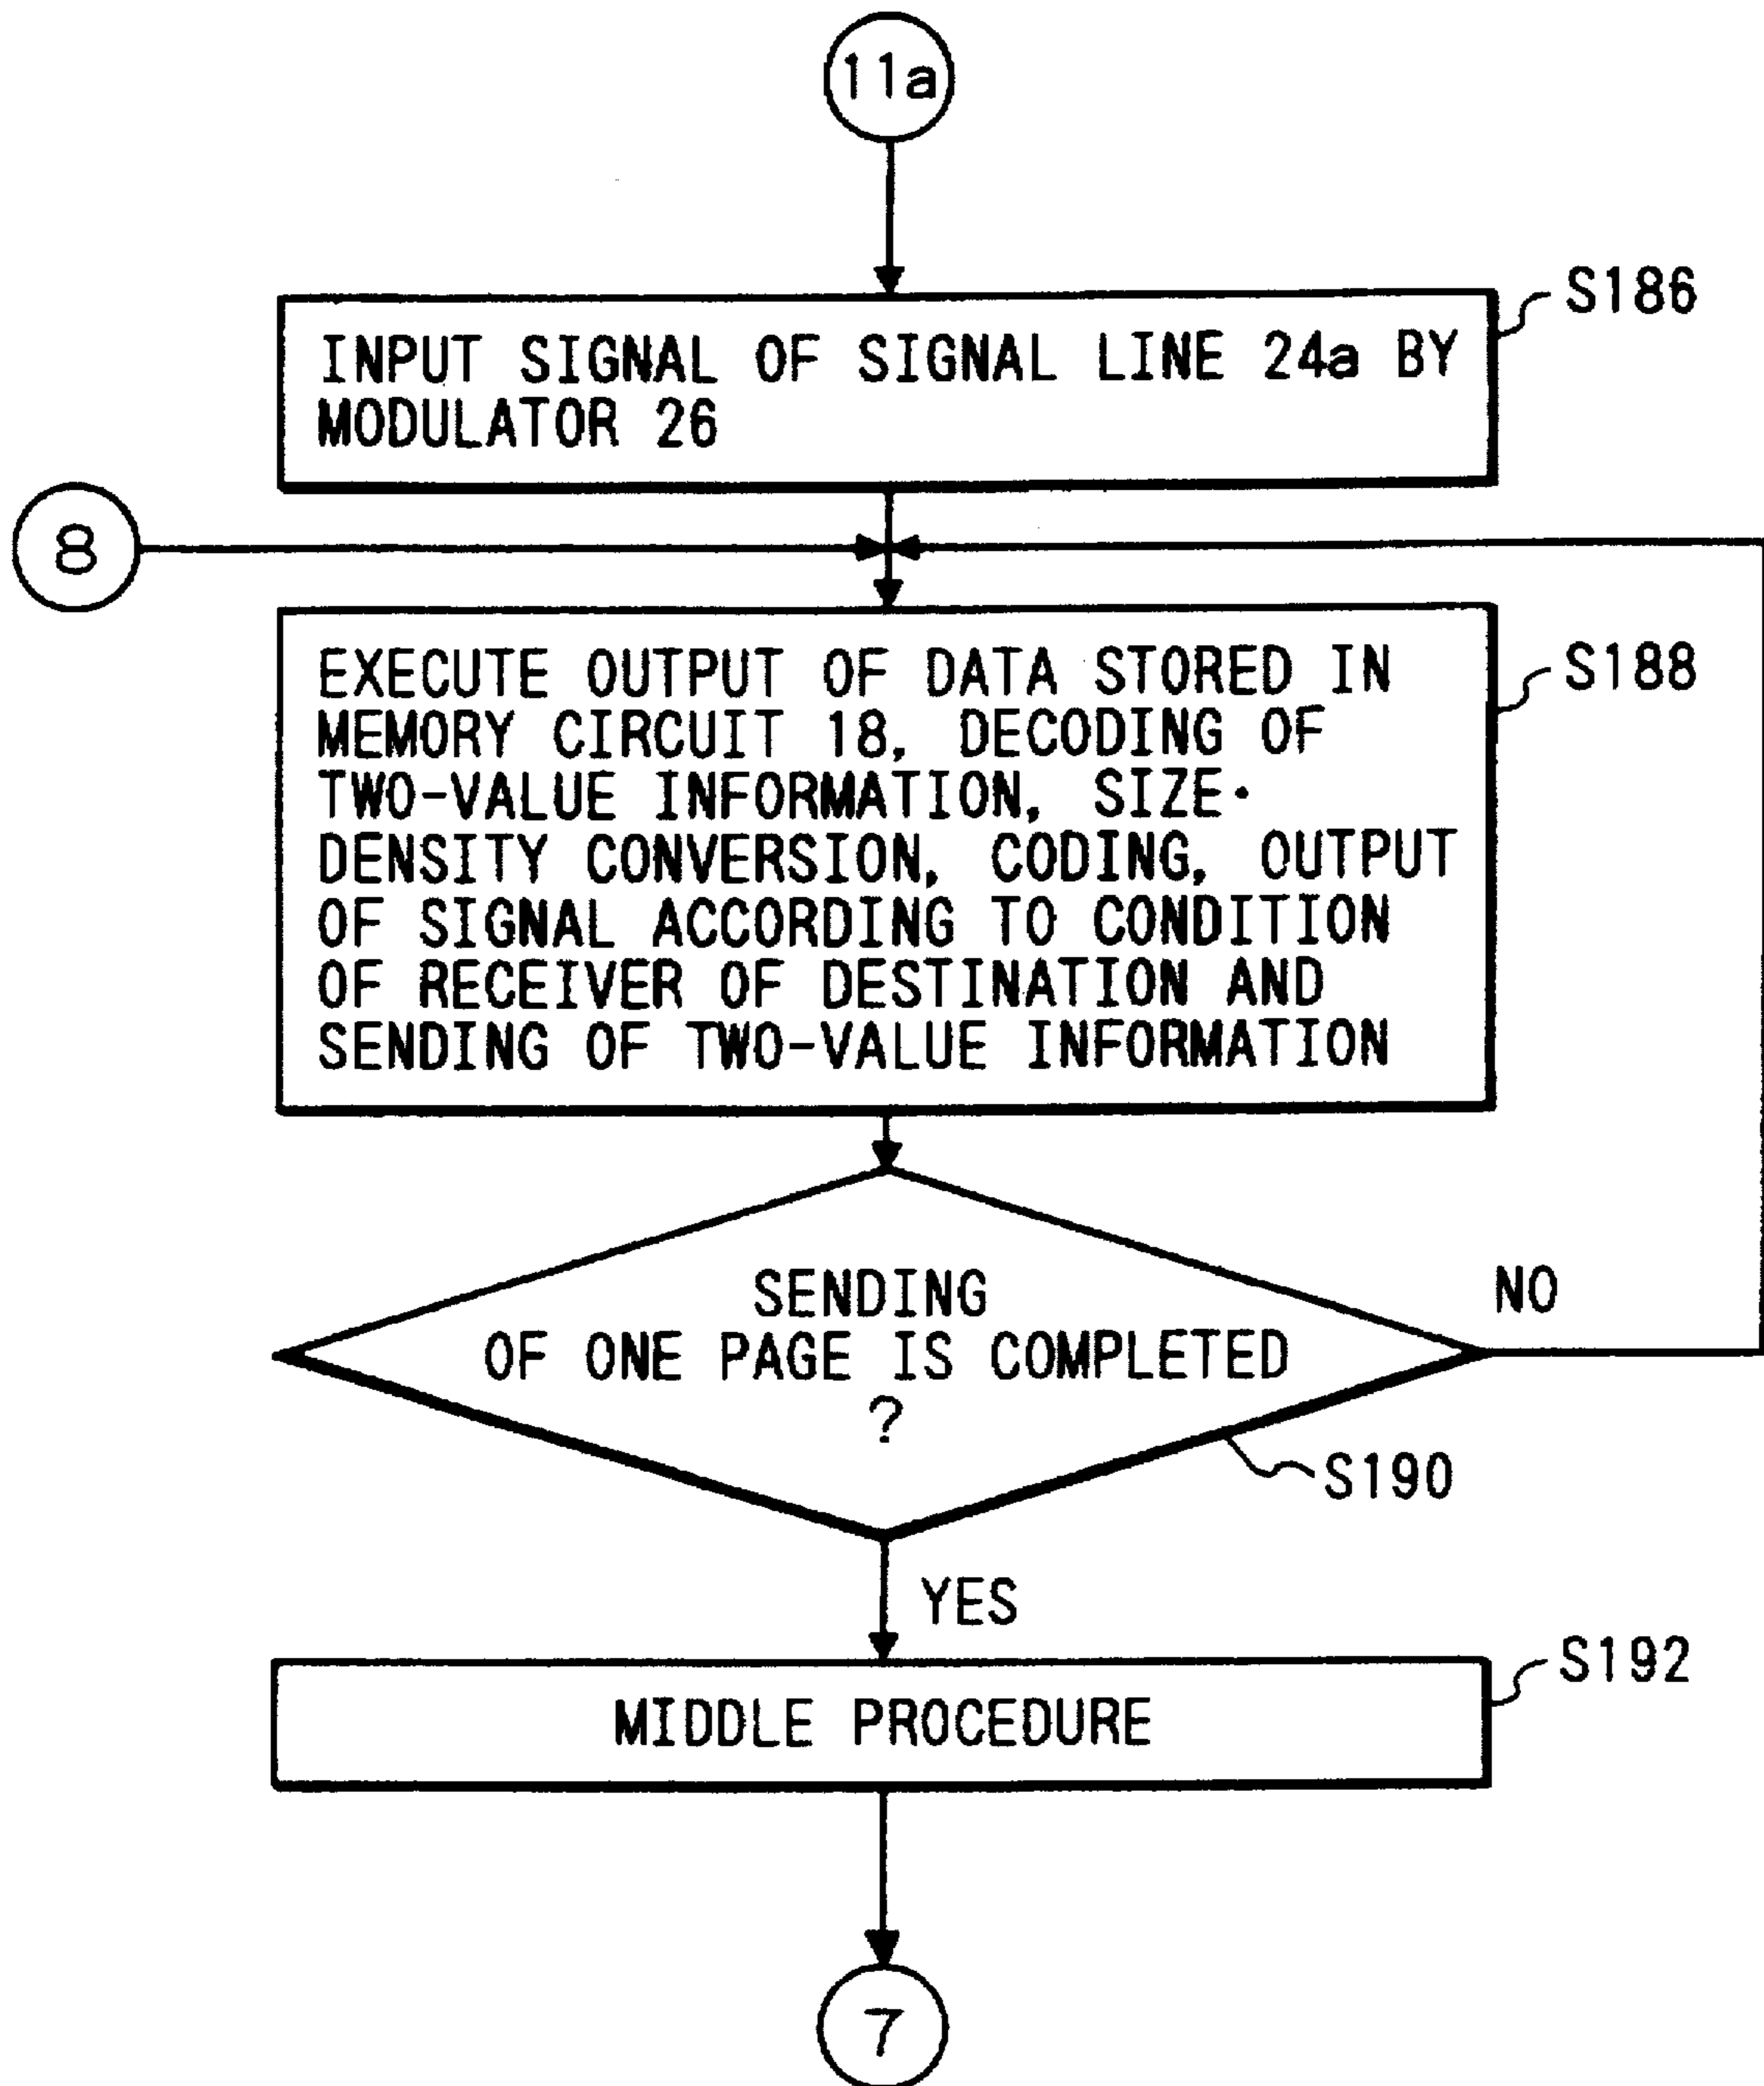 11a
S186
INPUT SIGNAL OF SIGNAL LINE 24a BY
MODULATOR 26
8
S188
EXECUTE OUTPUT OF DATA STORED IN
MEMORY CIRCUIT 18, DECODING OF
TWO-VALUE INFORMATION, SIZE·
DENSITY CONVERSION, CODING, OUTPUT
OF SIGNAL ACCORDING TO CONDITION
OF RECEIVER OF DESTINATION AND
SENDING OF TWO-VALUE INFORMATION
SENDING
OF ONE PAGE IS COMPLETED
?
NO
S190
YES
S192
MIDDLE PROCEDURE
7